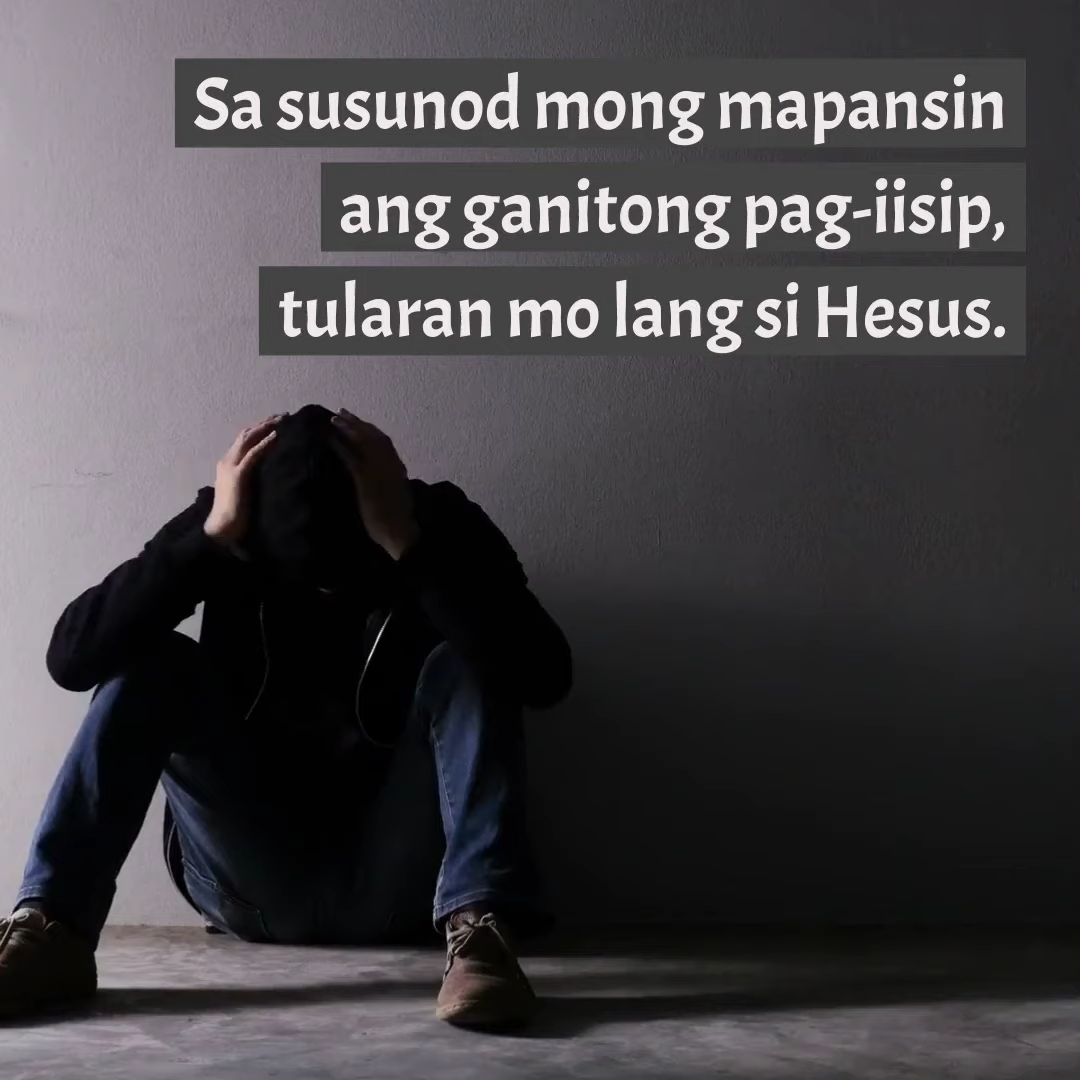 Sa susunod mong mapansin
ang ganitong pag-iisip,
tularan mo lang si Hesus.